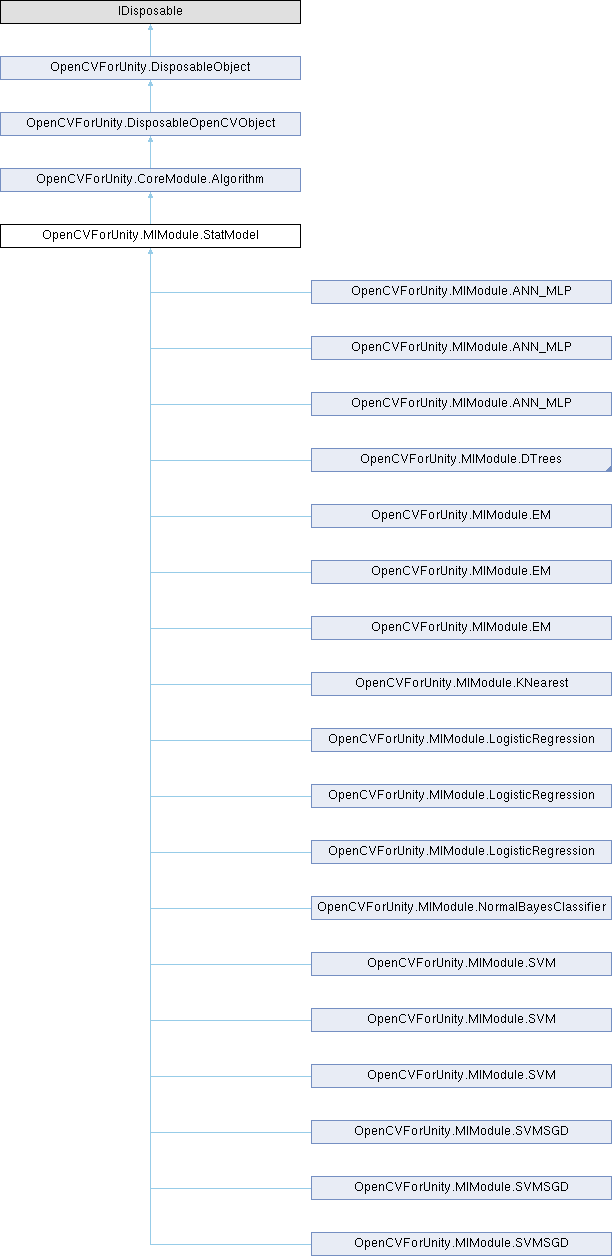 IDisposable
OpenCVForUnity.DisposableObject
OpenCVForUnity.DisposableOpenCVObject
OpenCVForUnity.CoreModule.Algorithm
OpenCVForUnity.MlModule.StatModel
OpenCVForUnity.MlModule.ANN_MLP
OpenCVForUnity.MlModule.ANN_MLP
OpenCVForUnity.MlModule.ANN_MLP
OpenCVForUnity.MlModule.DTrees
OpenCVForUnity.MlModule.EM
OpenCVForUnity.MlModule.EM
OpenCVForUnity.MlModule.EM
OpenCVForUnity.MlModule.KNearest
OpenCVForUnity.MlModule.LogisticRegression
OpenCVForUnity.MlModule.LogisticRegression
OpenCVForUnity.MlModule.LogisticRegression
OpenCVForUnity.MlModule.NormalBayesClassifier
OpenCVForUnity.MlModule.SVM
OpenCVForUnity.MlModule.SVM
OpenCVForUnity.MlModule.SVM
OpenCVForUnity.MlModule.SVMSGD
OpenCVForUnity.MlModule.SVMSGD
OpenCVForUnity.MlModule.SVMSGD